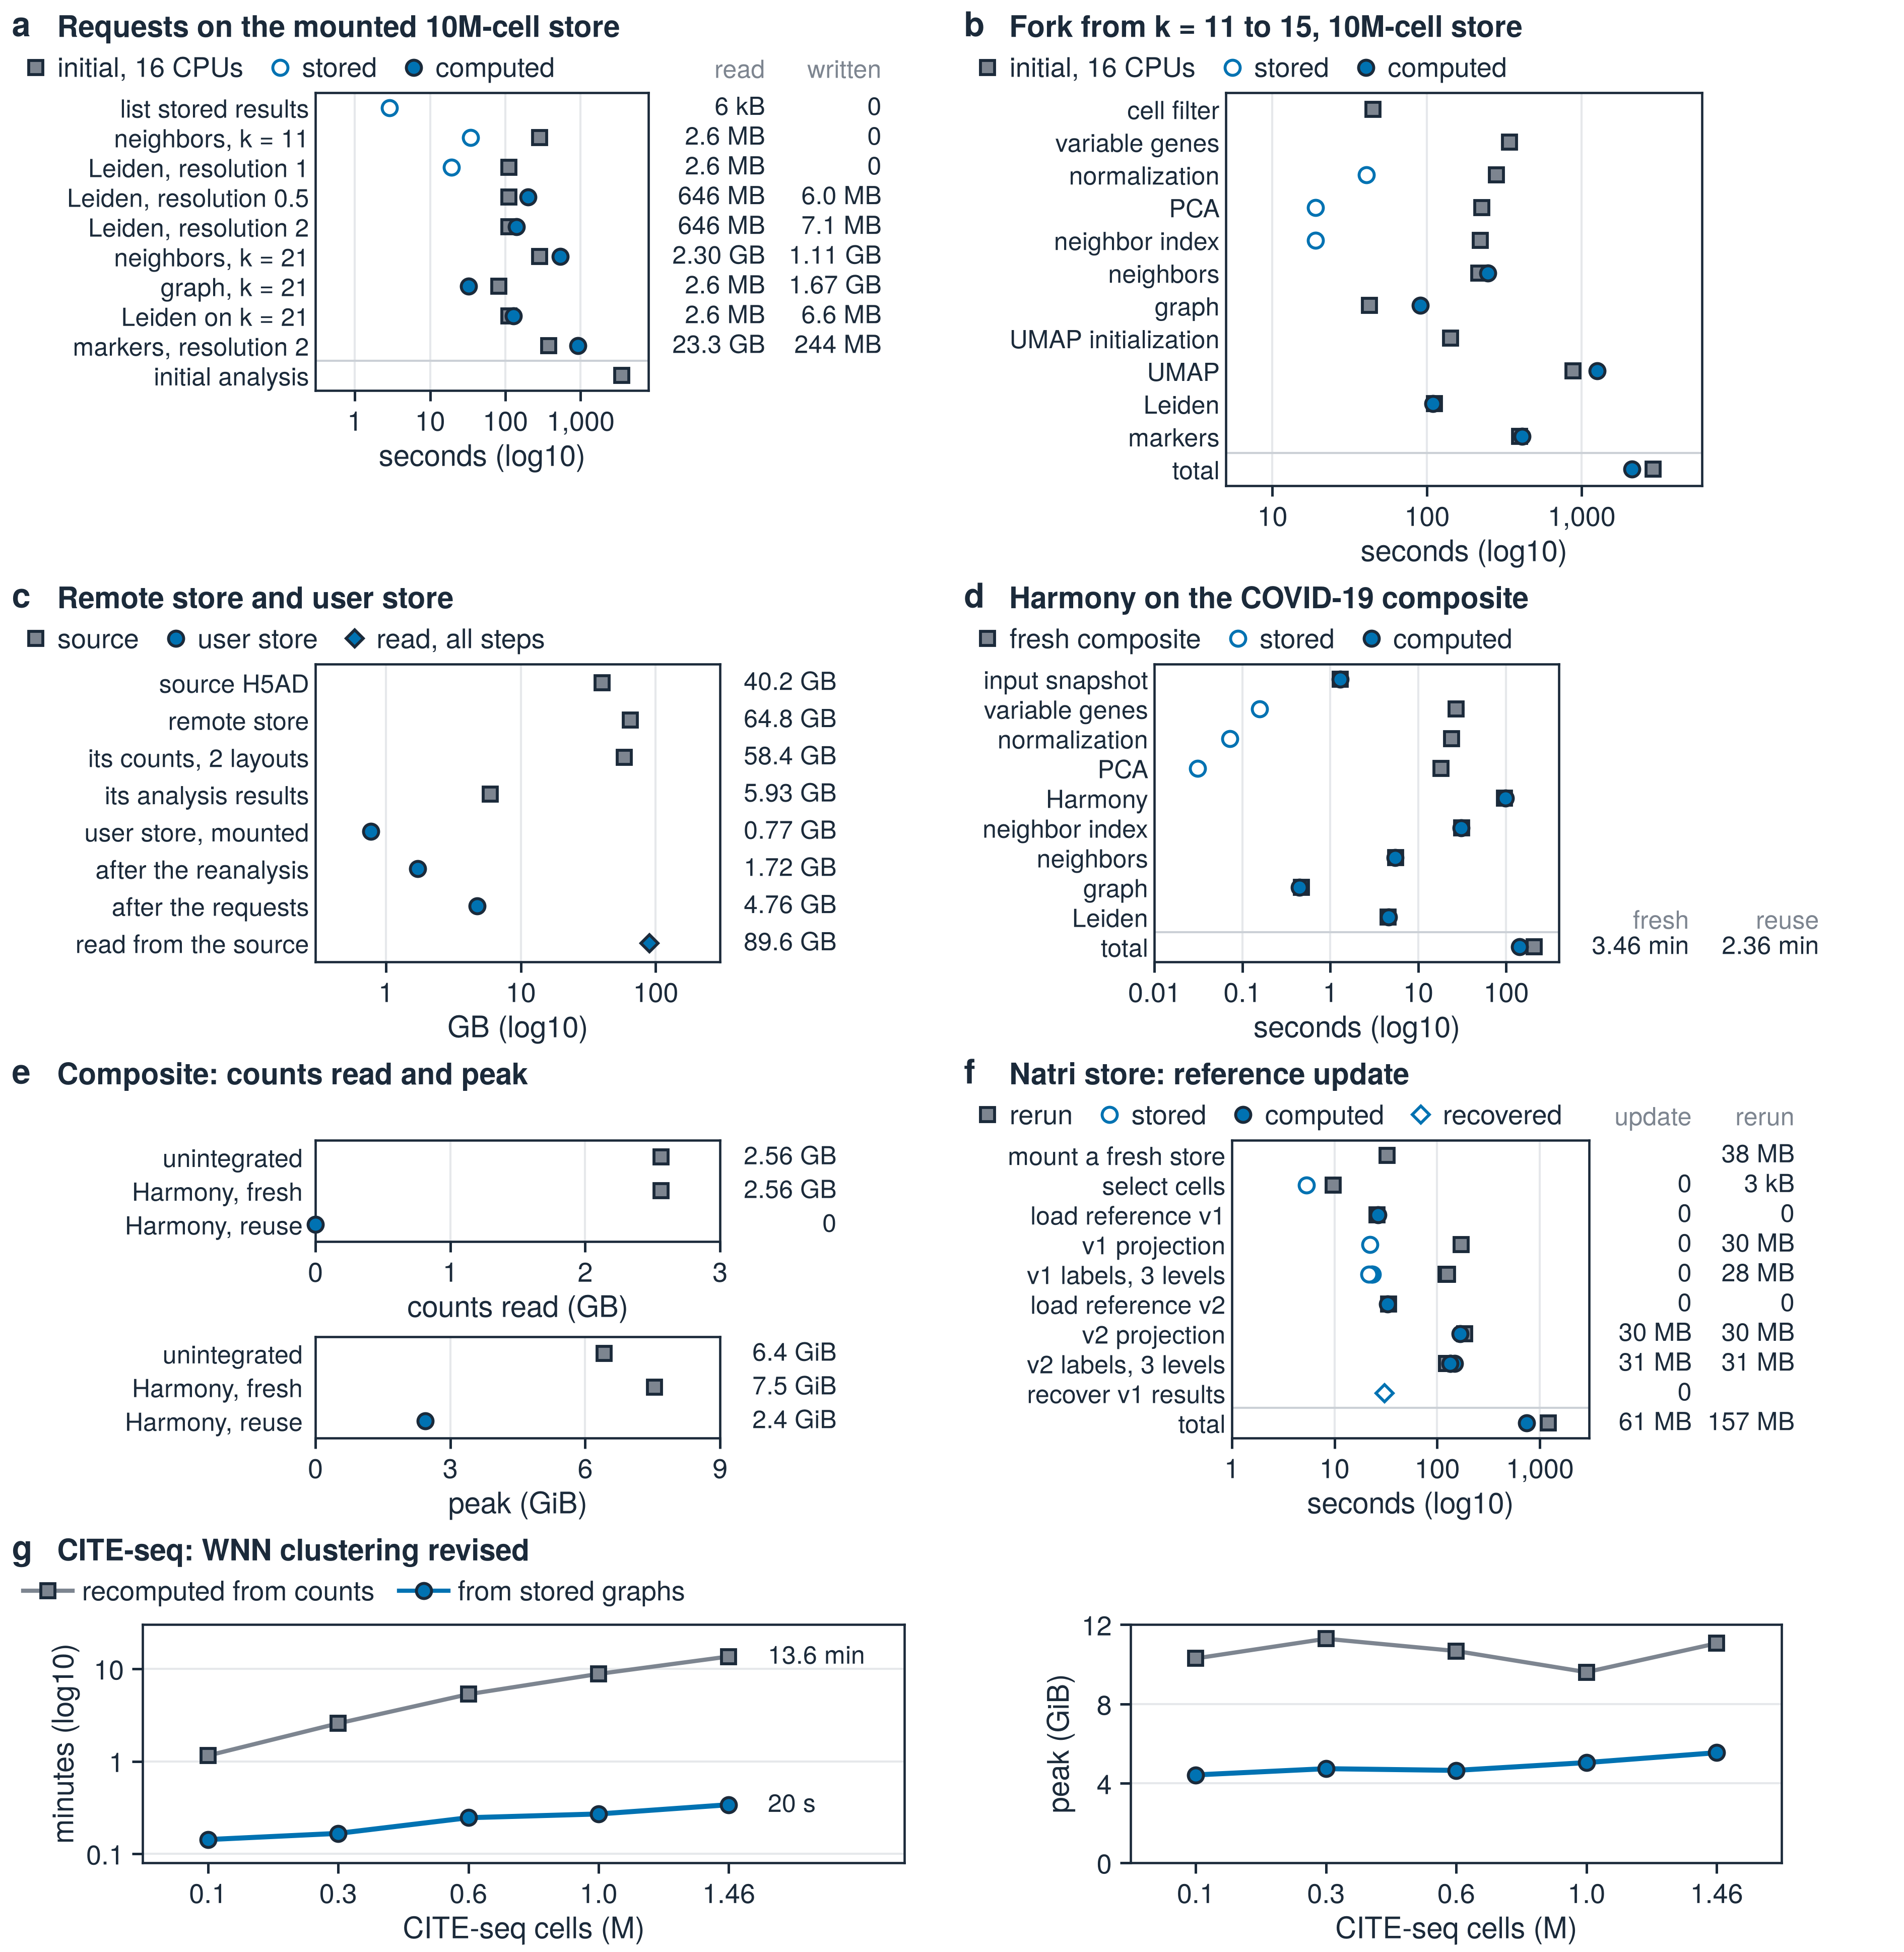 a Requests on the mounted 10M-cell store
initial, 16 CPUs stored computed read written
list stored results 6 kB 0
neighbors, k = 11 2.6 MB 0
Leiden, resolution 1 2.6 MB 0
Leiden, resolution 0.5 646 MB 6.0 MB
Leiden, resolution 2 646 MB 7.1 MB
neighbors, k = 21 2.30 GB 1.11 GB
graph, k = 21 2.6 MB 1.67 GB
Leiden on k = 21 2.6 MB 6.6 MB
markers, resolution 2 23.3 GB 244 MB
initial analysis
1 10 100 1,000
seconds (log10)
b Fork from k = 11 to 15, 10M-cell store
initial, 16 CPUs stored computed
cell filter
variable genes
normalization
PCA
neighbor index
neighbors
graph
UMAP initialization
UMAP
Leiden
markers
total
10 100 1,000
seconds (log10)
c Remote store and user store
source user store read, all steps
source H5AD 40.2 GB
remote store 64.8 GB
its counts, 2 layouts 58.4 GB
its analysis results 5.93 GB
user store, mounted 0.77 GB
after the reanalysis 1.72 GB
after the requests 4.76 GB
read from the source 89.6 GB
1 10 100
GB (log10)
d Harmony on the COVID-19 composite
fresh composite stored computed
input snapshot
variable genes
normalization
PCA
Harmony
neighbor index
neighbors
graph
Leiden fresh reuse
total 3.46 min 2.36 min
0.01 0.1 1 10 100
seconds (log10)
e Composite: counts read and peak
unintegrated 2.56 GB
Harmony, fresh 2.56 GB
Harmony, reuse 0
0 1 2 3
counts read (GB)
unintegrated 6.4 GiB
Harmony, fresh 7.5 GiB
Harmony, reuse 2.4 GiB
0 3 6 9
peak (GiB)
f Natri store: reference update
rerun stored computed recovered update rerun
mount a fresh store 38 MB
select cells 0 3 kB
load reference v1 0 0
v1 projection 0 30 MB
v1 labels, 3 levels 0 28 MB
load reference v2 0 0
v2 projection 30 MB 30 MB
v2 labels, 3 levels 31 MB 31 MB
recover v1 results 0
total 61 MB 157 MB
1 10 100 1,000
seconds (log10)
g CITE-seq: WNN clustering revised
recomputed from counts from stored graphs
minutes (log10)
10
1
0.1
13.6 min
20 s
0.1 0.3 0.6 1.0 1.46
CITE-seq cells (M)
peak (GiB)
12
8
4
0
0.1 0.3 0.6 1.0 1.46
CITE-seq cells (M)